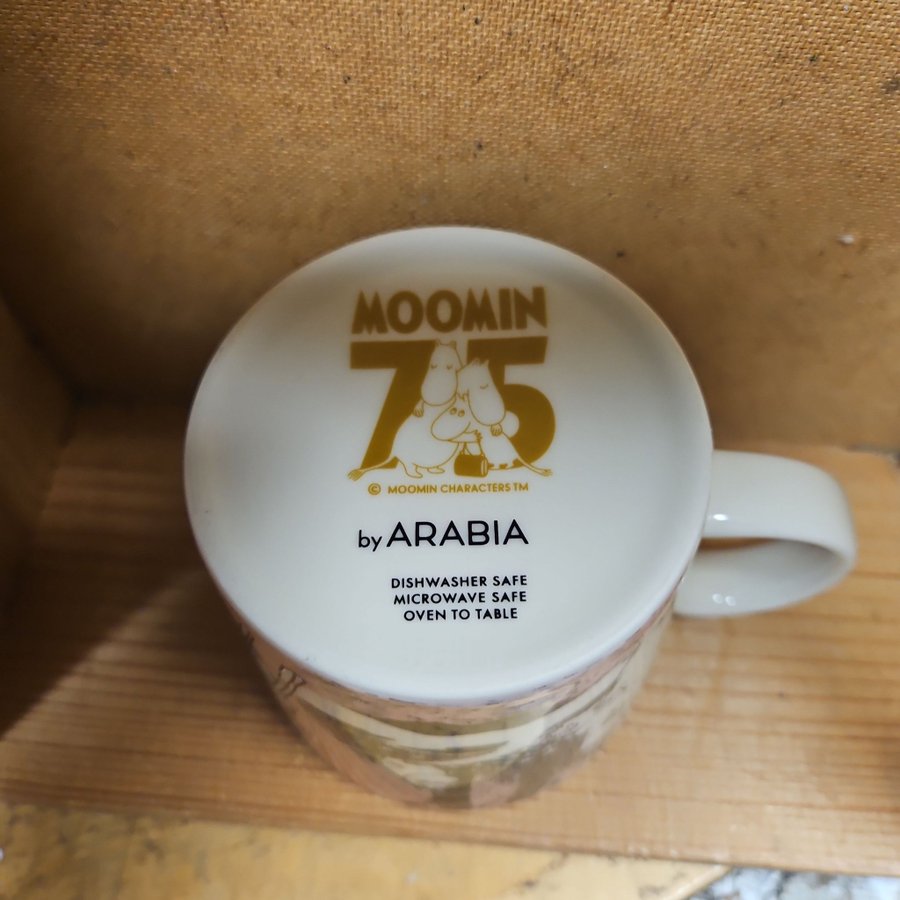 MOOMIN
75
© MOOMIN CHARACTERS TM
by ARABIA
DISHWASHER SAFE
MICROWAVE SAFE
OVEN TO TABLE